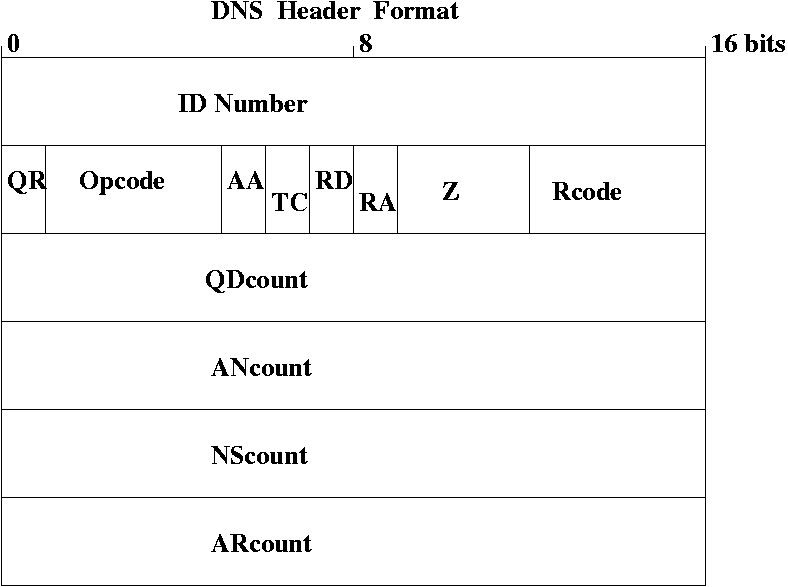 DNS Header Format
0 8 16 bits
ID Number
QR Opcode AA TC RD RA Z Rcode
QDcount
ANcount
NScount
ARcount